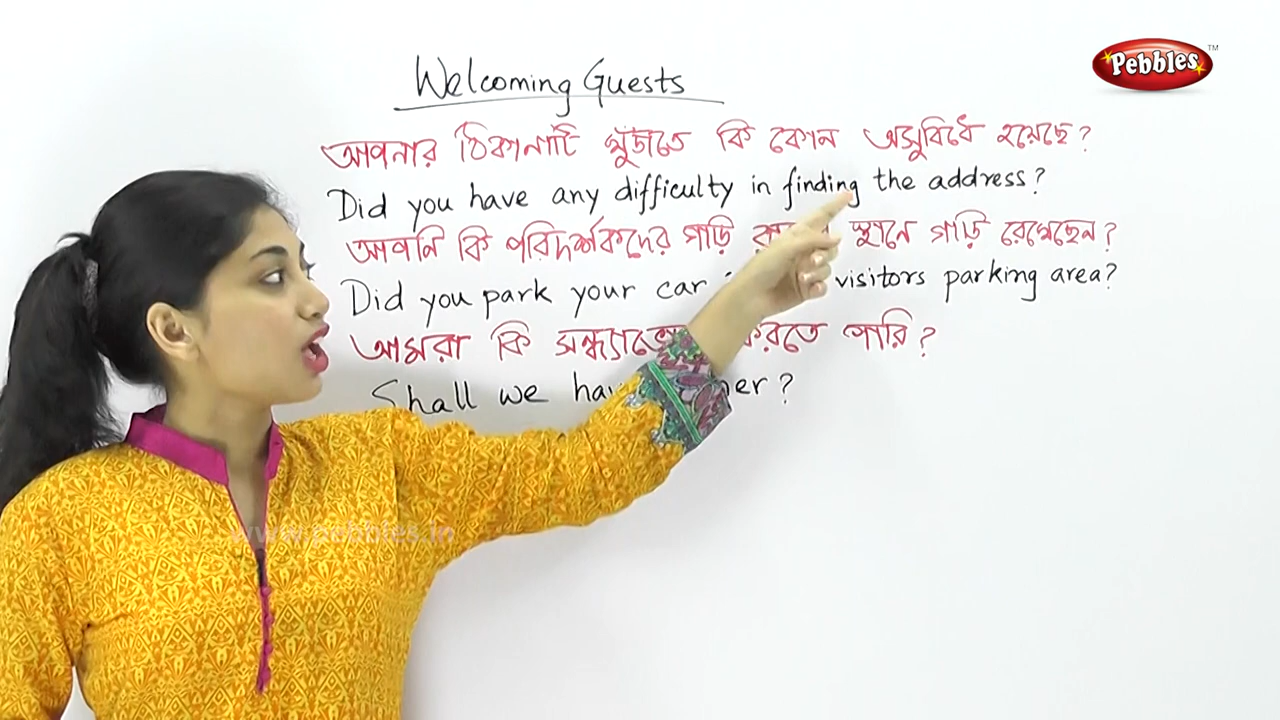 Pebbles TM
Welcoming Guests
আপনার ঠিকানাটি খুঁজতে কি কোন অসুবিধে হয়েছে?
Did you have any difficulty in finding the address?
আপনি কি পরিদর্শকদের গাড়ি স্থানে গাড়ি রেখেছেন?
Did you park your car visitors parking area?
আমরা কি করতে পারি?
Shall we
www.pebbles.in